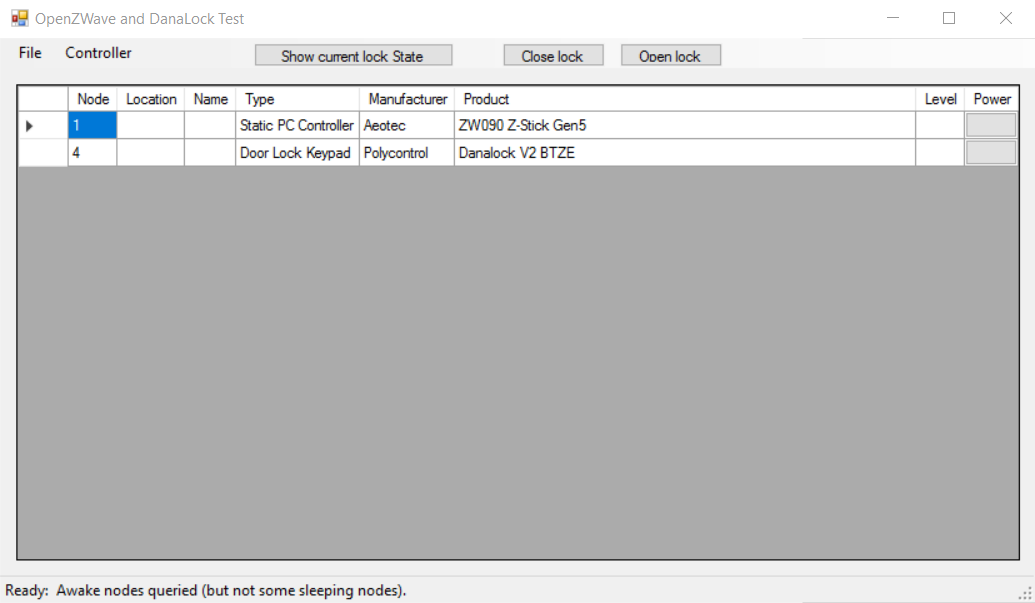 OpenZWave and DanaLock Test
File Controller Show current lock State Close lock Open lock
Node Location Name Type Manufacturer Product Level Power
1 Static PC Controller Aeotec ZW090 Z-Stick Gen5
4 Door Lock Keypad Polycontrol Danalock V2 BTZE
Ready: Awake nodes queried (but not some sleeping nodes).